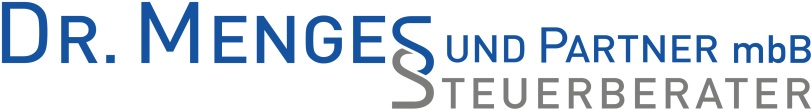 DR. MENGES UND PARTNER mbB
STEUERBERATER